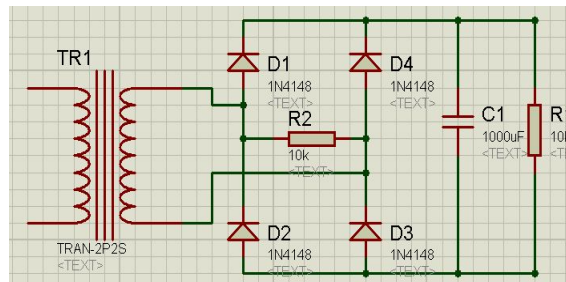 TR1
TRAN-2P2S
<TEXT>
D1
1N4148
<TEXT>
D4
1N4148
<TEXT>
R2
10k
<TEXT>
D2
1N4148
<TEXT>
D3
1N4148
<TEXT>
C1
1000uF
<TEXT>